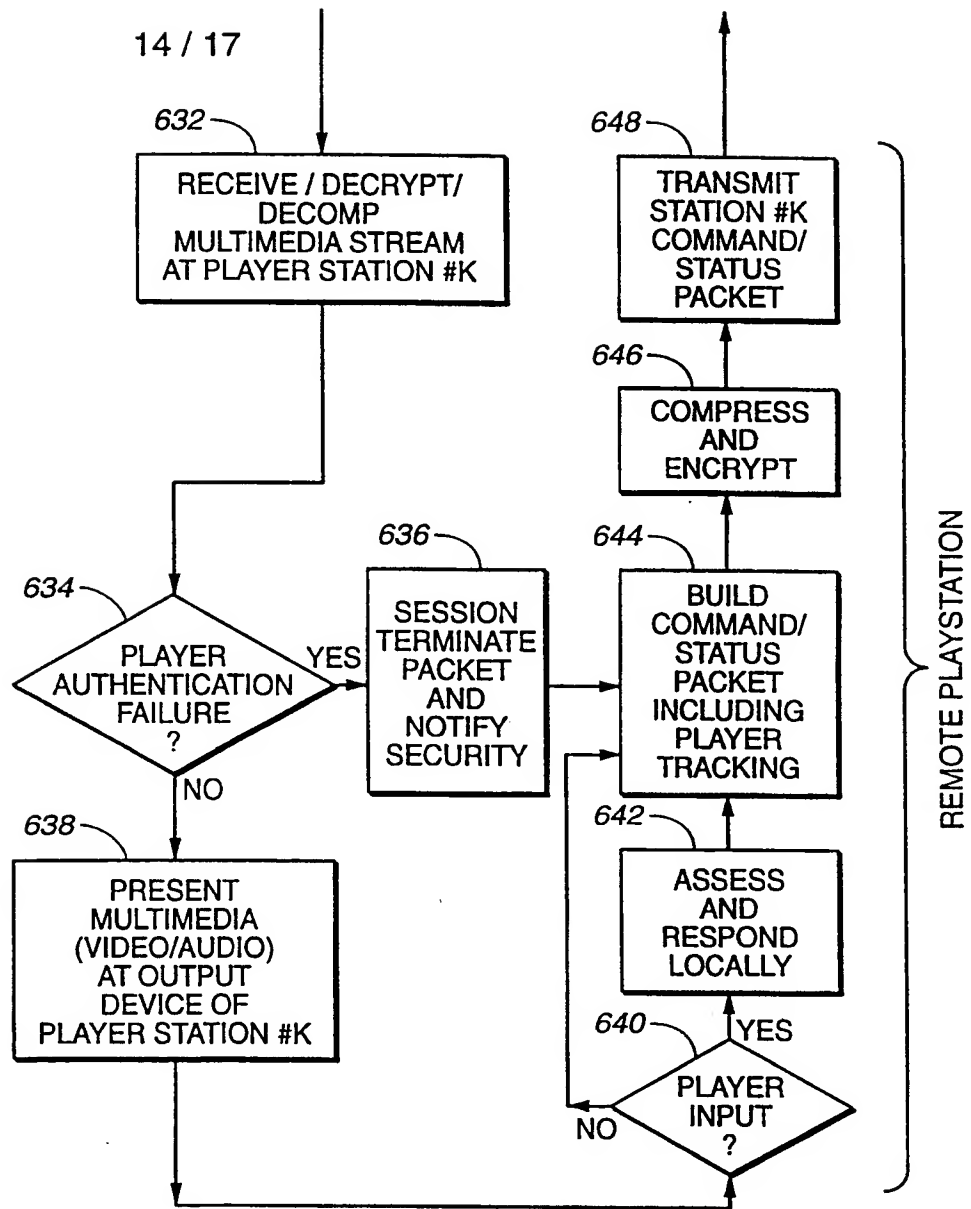 14 / 17
632
RECEIVE / DECRYPT/
DECOMP
MULTIMEDIA STREAM
AT PLAYER STATION #K
634
PLAYER
AUTHENTICATION
FAILURE
?
YES
NO
636
SESSION
TERMINATE
PACKET
AND
NOTIFY
SECURITY
638
PRESENT
MULTIMEDIA
(VIDEO/AUDIO)
AT OUTPUT
DEVICE OF
PLAYER STATION #K
648
TRANSMIT
STATION #K
COMMAND/
STATUS
PACKET
646
COMPRESS
AND
ENCRYPT
644
BUILD
COMMAND/
STATUS
PACKET
INCLUDING
PLAYER
TRACKING
642
ASSESS
AND
RESPOND
LOCALLY
640
YES
PLAYER
INPUT
?
NO
REMOTE PLAYSTATION